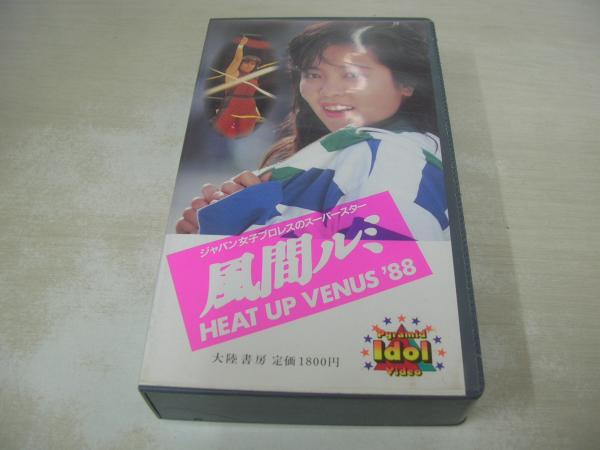 ジャパン女子プロレスのスーパースター
風間ルミ
HEAT UP VENUS '88
大陸書房 定価1800円
Pyramid
Idol
Video